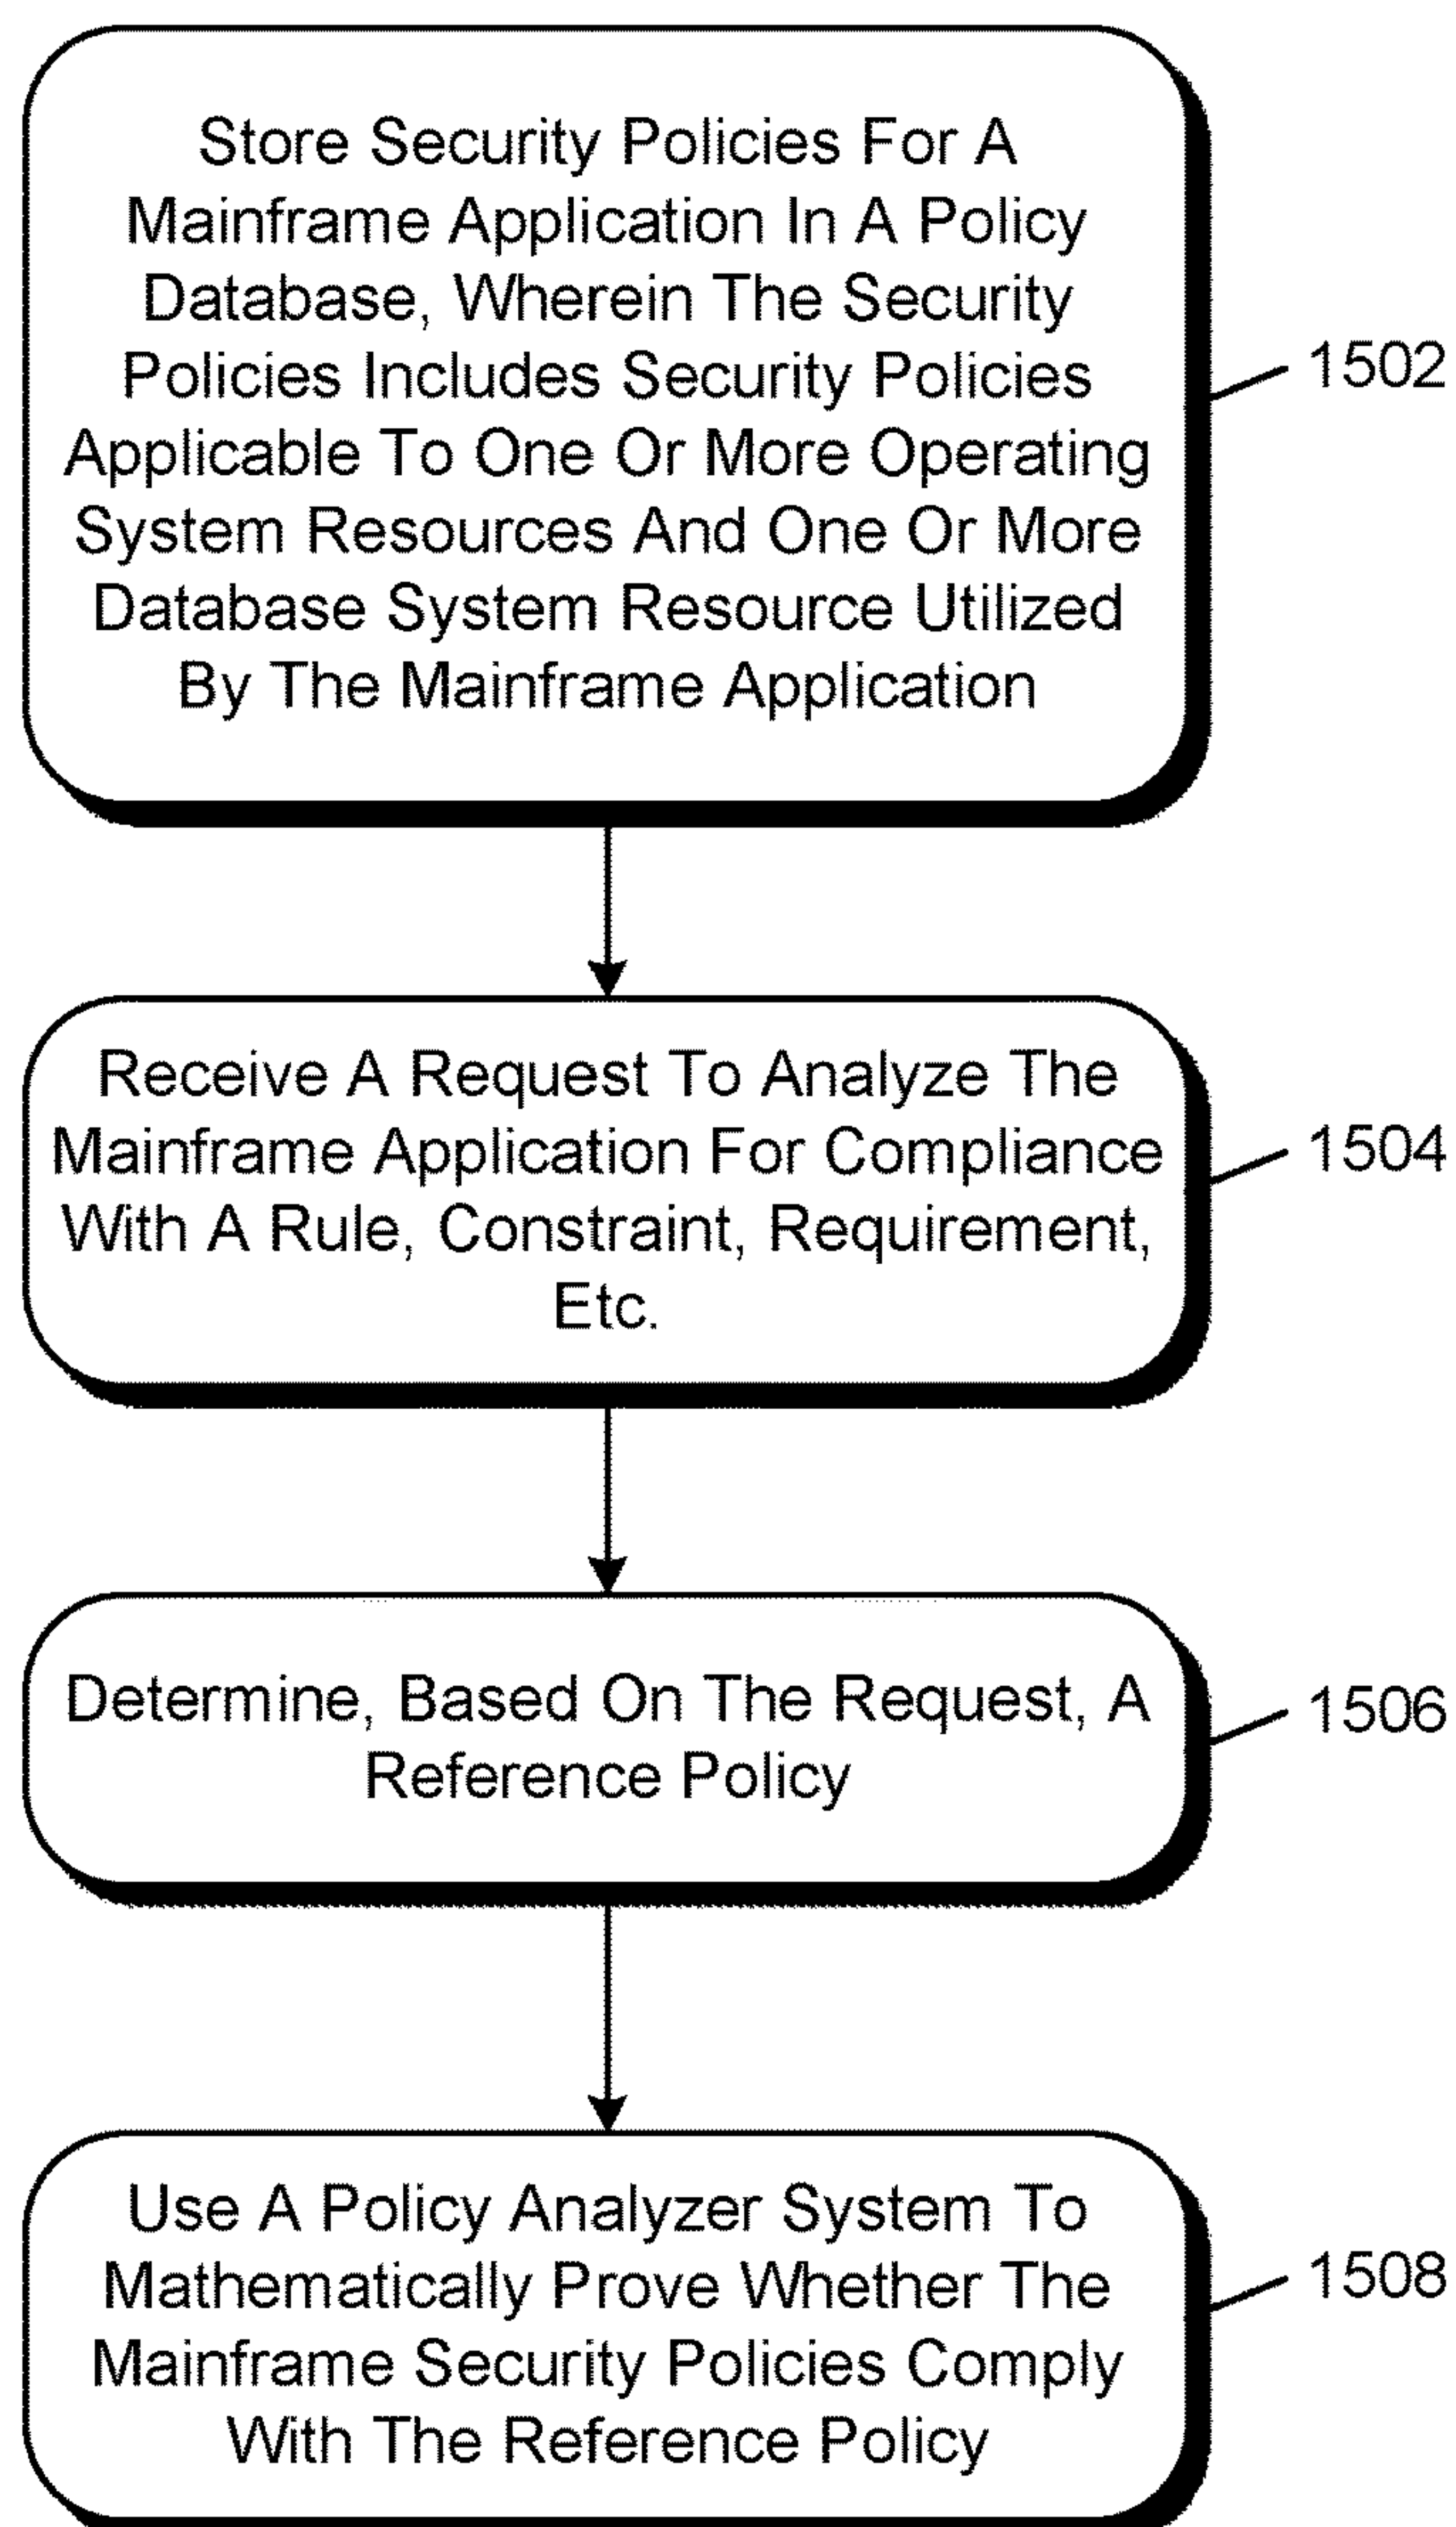 Store Security Policies For A
Mainframe Application In A Policy
Database, Wherein The Security
Policies Includes Security Policies
Applicable To One Or More Operating
System Resources And One Or More
Database System Resource Utilized
By The Mainframe Application
1502
Receive A Request To Analyze The
Mainframe Application For Compliance
With A Rule, Constraint, Requirement,
Etc.
1504
Determine, Based On The Request, A
Reference Policy
1506
Use A Policy Analyzer System To
Mathematically Prove Whether The
Mainframe Security Policies Comply
With The Reference Policy
1508